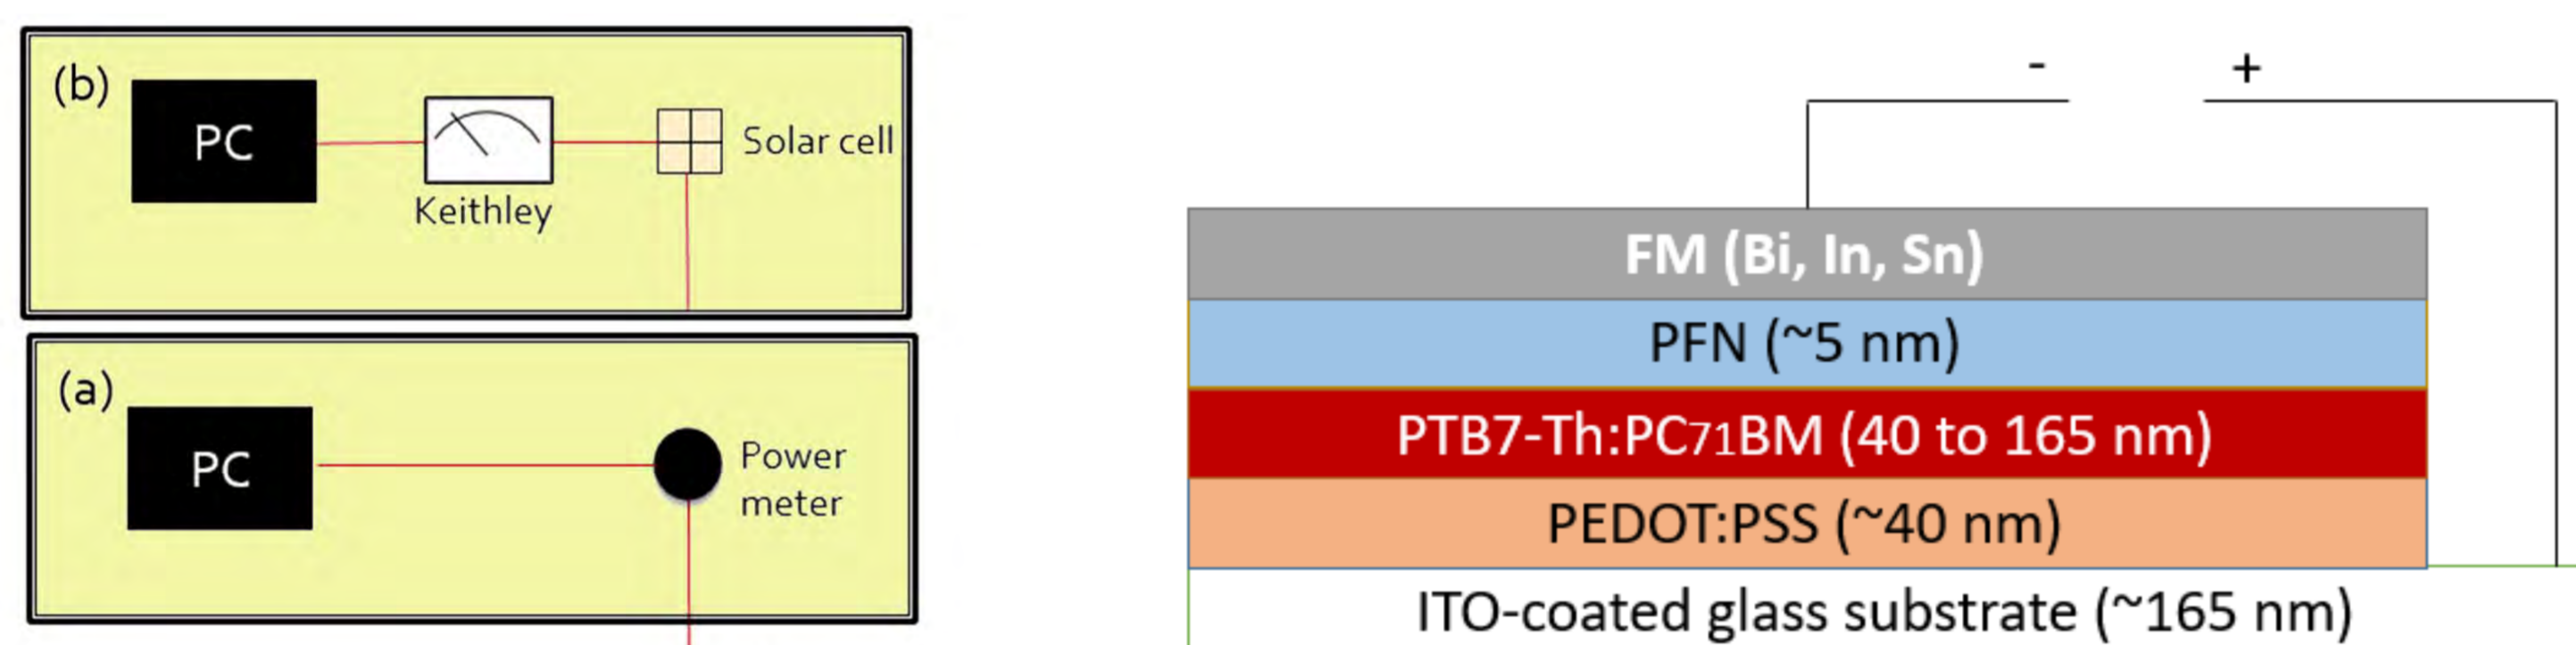 (b)
PC
Keithley
Solar cell
(a)
PC
Power
meter
- +
FM (Bi, In, Sn)
PFN (~5 nm)
PTB7-Th:PC71BM (40 to 165 nm)
PEDOT:PSS (~40 nm)
ITO-coated glass substrate (~165 nm)